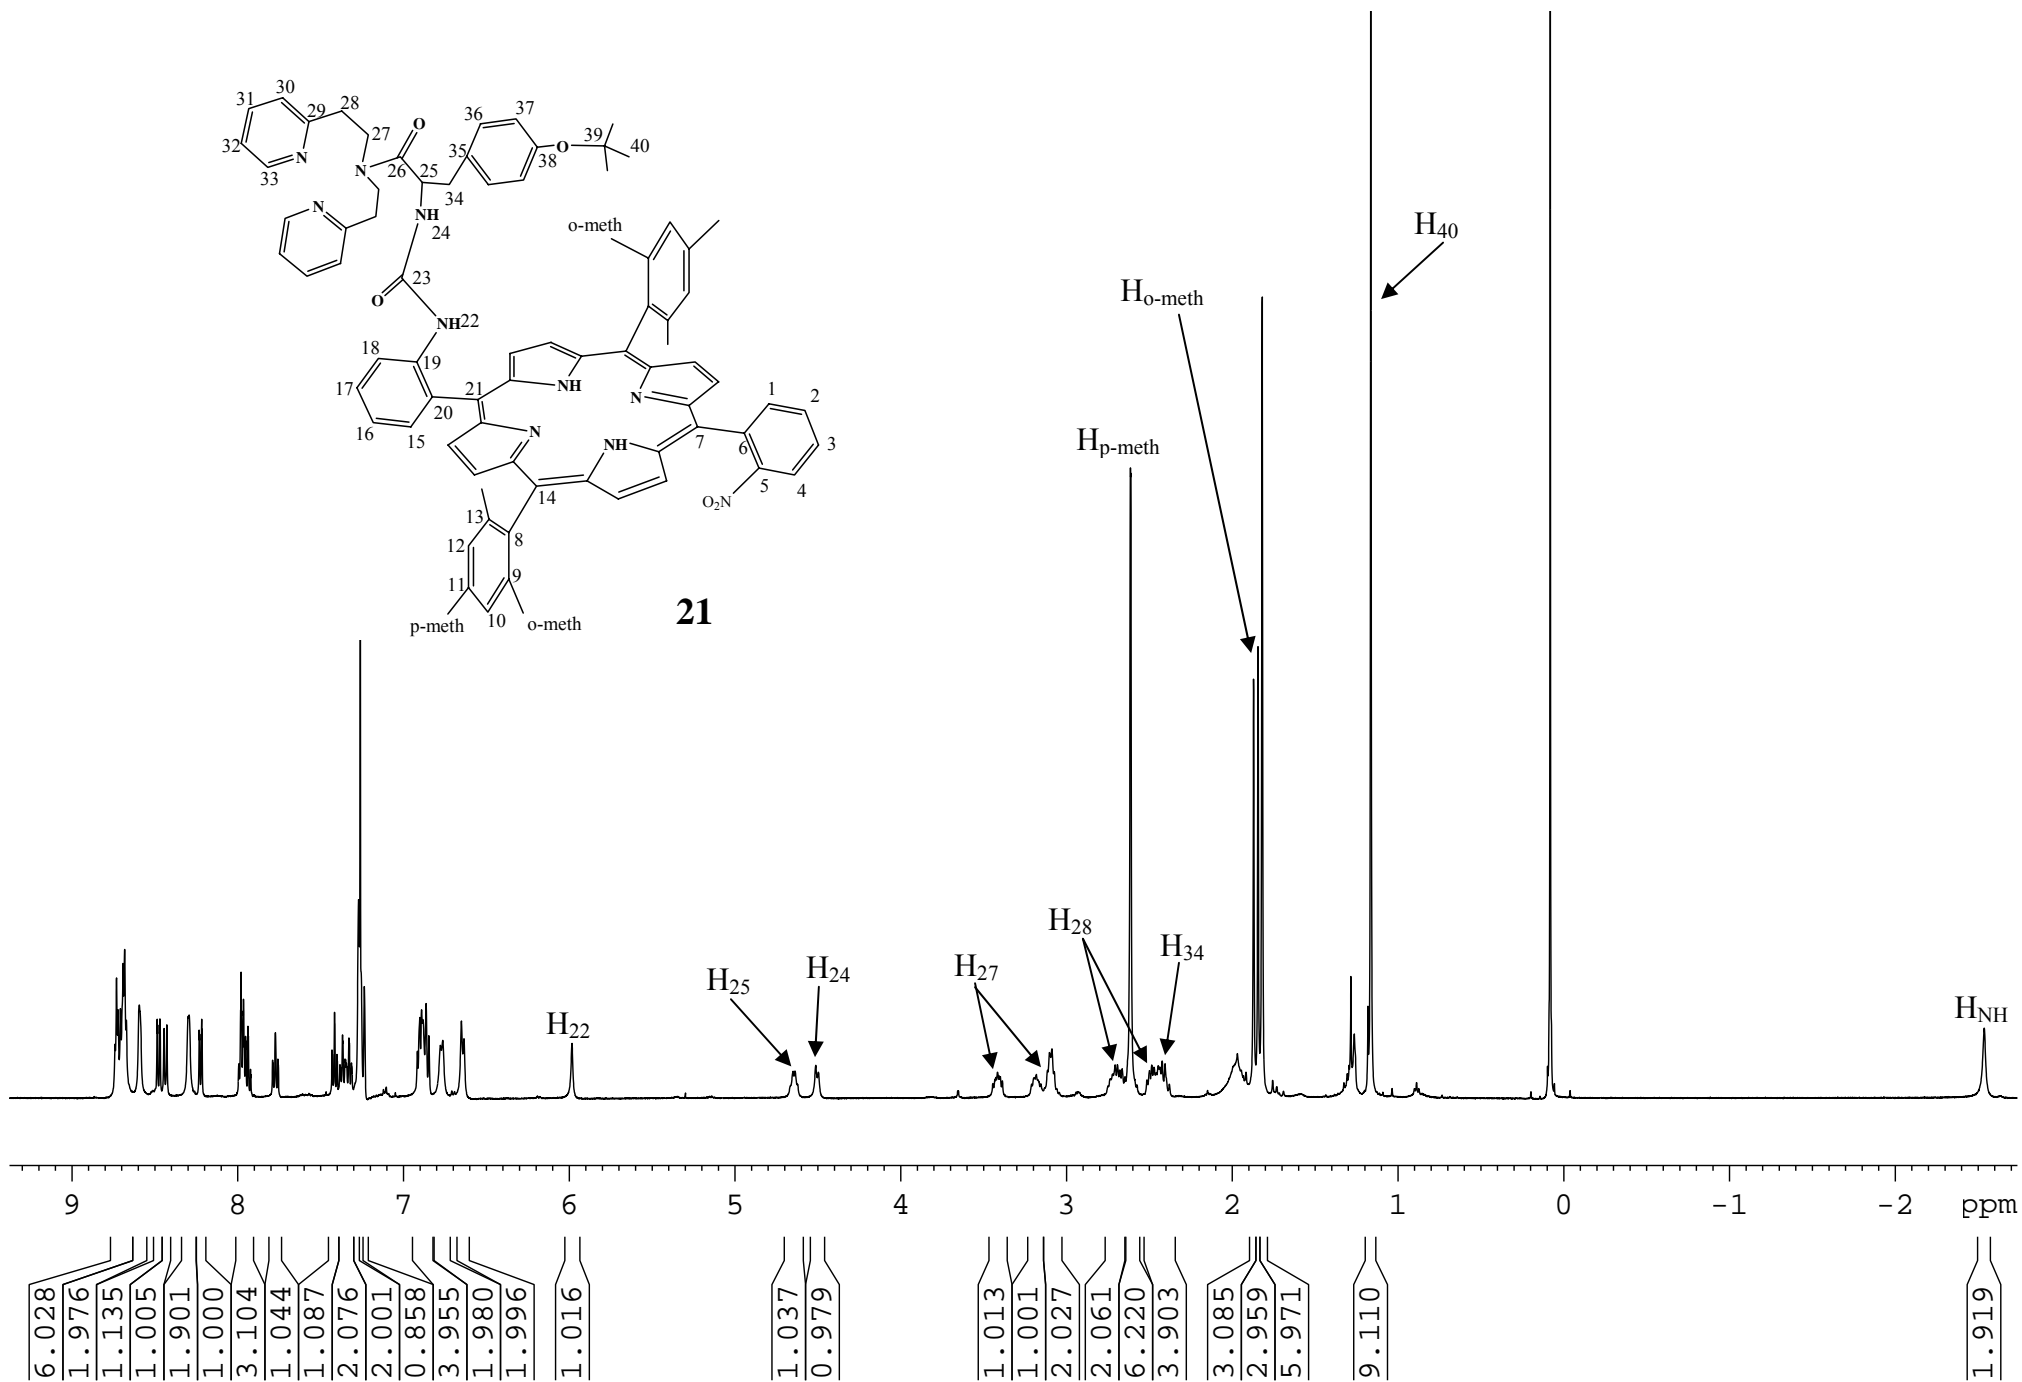 30
31
28
29
27
32
N
33
N
O
26
25
36
37
35
34
38
O
39
40
N
NH
24
23
O
NH22
o-meth
18
19
17
21
20
16
15
NH
N
N
NH
1
2
7
6
3
5
4
O₂N
14
13
12
8
9
11
10
p-meth
o-meth
21
H₄₀
Ho-meth
Hp-meth
H₂₈
H₃₄
H₂₇
H₂₅
H₂₄
H₂₂
H_NH
9 8 7 6 5 4 3 2 1 0 -1 -2 ppm
6.028
1.976
1.135
1.005
1.901
1.000
3.104
1.044
1.087
2.076
2.001
0.858
3.955
1.980
1.996
1.016
1.037
0.979
1.013
1.001
2.027
2.061
6.220
3.903
3.085
2.959
5.971
9.110
1.919